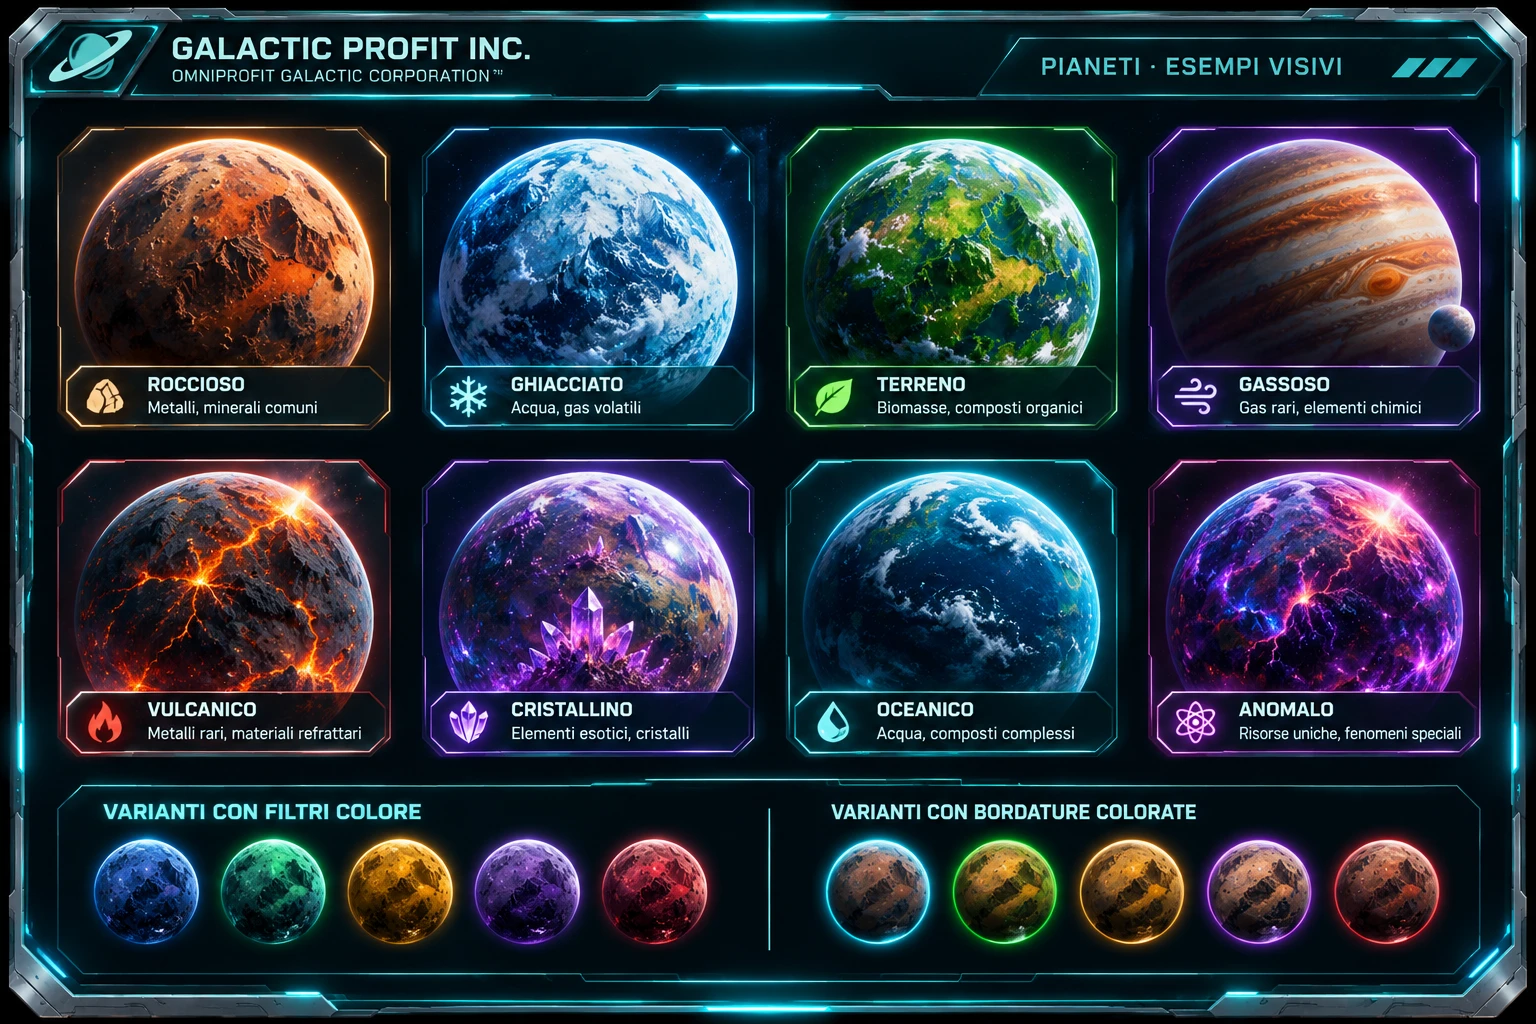 GALACTIC PROFIT INC.
OMNIPROFIT GALACTIC CORPORATION™
PIANETI · ESEMPI VISIVI
ROCCIOSO
Metalli, minerali comuni
GHIACCIATO
Acqua, gas volatili
TERRENO
Biomasse, composti organici
GASSOSO
Gas rari, elementi chimici
VULCANICO
Metalli rari, materiali refrattari
CRISTALLINO
Elementi esotici, cristalli
OCEANICO
Acqua, composti complessi
ANOMALO
Risorse uniche, fenomeni speciali
VARIANTI CON FILTRI COLORE
VARIANTI CON BORDATURE COLORATE